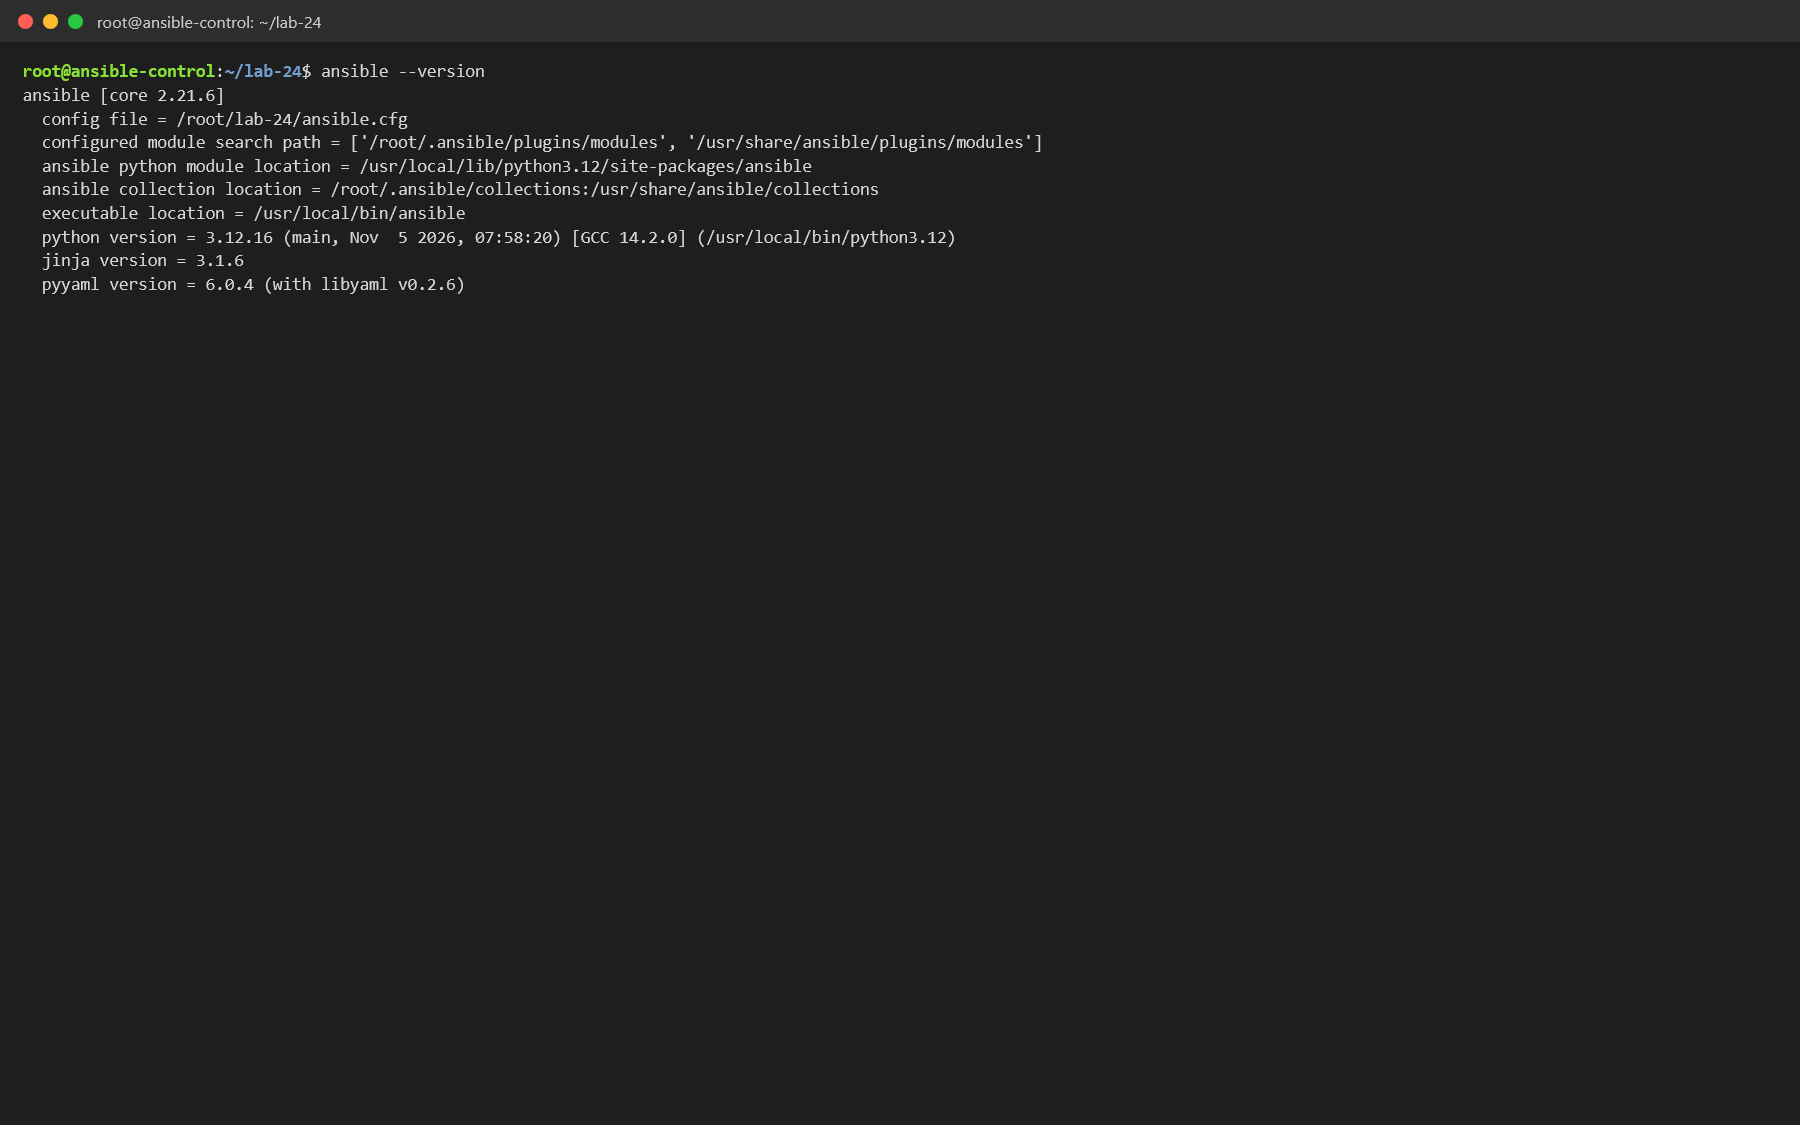 root@ansible-control: ~/lab-24
root@ansible-control:~/lab-24$ ansible --version
ansible [core 2.21.6]
  config file = /root/lab-24/ansible.cfg
  configured module search path = ['/root/.ansible/plugins/modules', '/usr/share/ansible/plugins/modules']
  ansible python module location = /usr/local/lib/python3.12/site-packages/ansible
  ansible collection location = /root/.ansible/collections:/usr/share/ansible/collections
  executable location = /usr/local/bin/ansible
  python version = 3.12.16 (main, Nov  5 2026, 07:58:20) [GCC 14.2.0] (/usr/local/bin/python3.12)
  jinja version = 3.1.6
  pyyaml version = 6.0.4 (with libyaml v0.2.6)